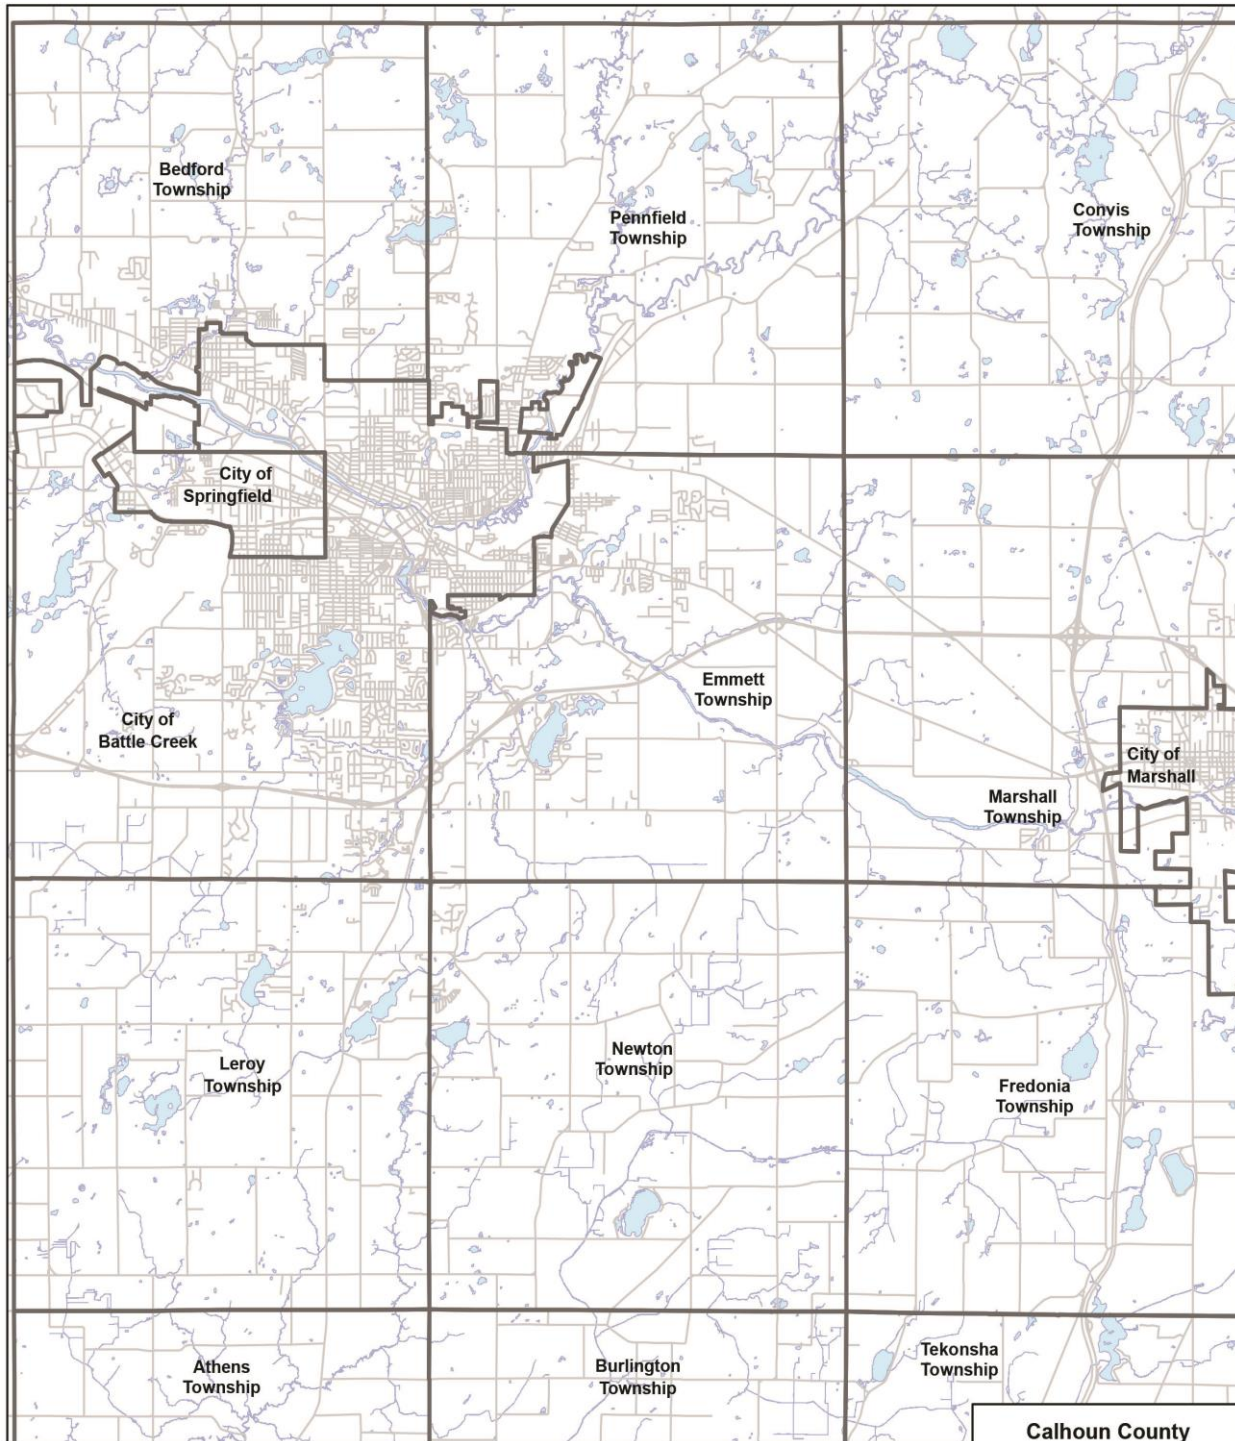 Bedford
Township
Pennfield
Township
Convis
Township
City of
Springfield
Emmett
Township
City of
Battle Creek
City of
Marshall
Marshall
Township
Leroy
Township
Newton
Township
Fredonia
Township
Athens
Township
Burlington
Township
Tekonsha
Township
Calhoun County